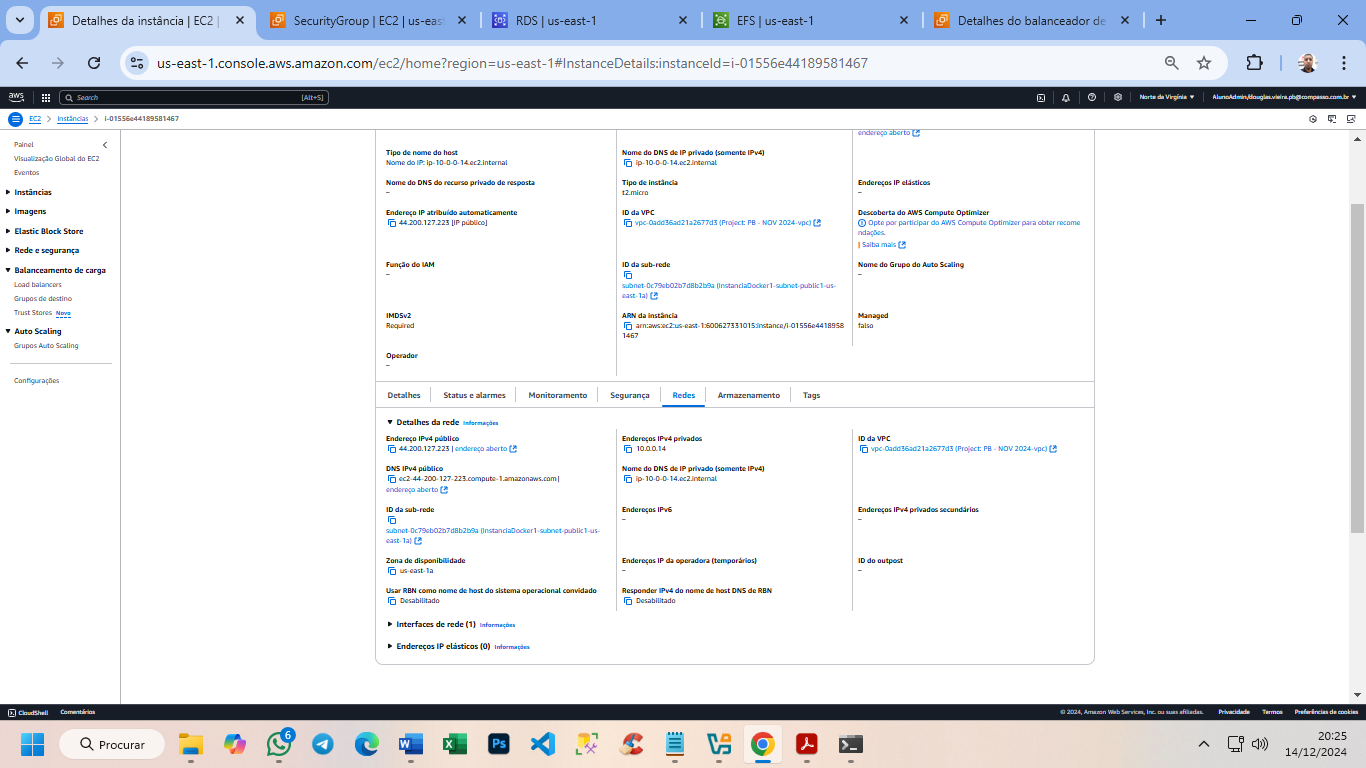 Detalhes da instância | EC2 |
SecurityGroup | EC2 | us-east
RDS | us-east-1
EFS | us-east-1
Detalhes do balanceador de
us-east-1.console.aws.amazon.com/ec2/home?region=us-east-1#InstanceDetails:instanceId=i-01556e44189581467
aws
Search
[Alt+S]
Norte da Virgínia
AlunoAdmin/douglas.vieira.pb@compasso.com.br
EC2
Instâncias
i-01556e44189581467
Painel
Visualização Global do EC2
Eventos
Instâncias
Imagens
Elastic Block Store
Rede e segurança
Balanceamento de carga
Load balancers
Grupos de destino
Trust Stores Novo
Auto Scaling
Grupos Auto Scaling
Configurações
endereço aberto
Tipo de nome do host
Nome do IP: ip-10-0-0-14.ec2.internal
Nome do DNS de IP privado (somente IPv4)
ip-10-0-0-14.ec2.internal
Nome do DNS do recurso privado de resposta
–
Tipo de instância
t2.micro
Endereços IP elásticos
–
Endereço IP atribuído automaticamente
44.200.127.223 [IP público]
ID da VPC
vpc-0add36ad21a2677d3 (Project: PB - NOV 2024-vpc)
Descoberta do AWS Compute Optimizer
Opte por participar do AWS Compute Optimizer para obter recome
ndações.
| Saiba mais
Função do IAM
–
ID da sub-rede
subnet-0c79eb02b7d8b2b9a (InstanciaDocker1-subnet-public1-us-
east-1a)
Nome do Grupo do Auto Scaling
–
IMDSv2
Required
ARN da instância
arn:aws:ec2:us-east-1:600627331015:instance/i-01556e4418958
1467
Managed
falso
Operador
–
Detalhes
Status e alarmes
Monitoramento
Segurança
Redes
Armazenamento
Tags
Detalhes da rede Informações
Endereço IPv4 público
44.200.127.223 | endereço aberto
Endereços IPv4 privados
10.0.0.14
ID da VPC
vpc-0add36ad21a2677d3 (Project: PB - NOV 2024-vpc)
DNS IPv4 público
ec2-44-200-127-223.compute-1.amazonaws.com |
endereço aberto
Nome do DNS de IP privado (somente IPv4)
ip-10-0-0-14.ec2.internal
ID da sub-rede
subnet-0c79eb02b7d8b2b9a (InstanciaDocker1-subnet-public1-us-
east-1a)
Endereços IPv6
–
Endereços IPv4 privados secundários
–
Zona de disponibilidade
us-east-1a
Endereços IP da operadora (temporários)
–
ID do outpost
–
Usar RBN como nome de host do sistema operacional convidado
Desabilitado
Responder IPv4 do nome de host DNS de RBN
Desabilitado
Interfaces de rede (1) Informações
Endereços IP elásticos (0) Informações
CloudShell
Comentários
© 2024, Amazon Web Services, Inc. ou suas afiliadas.
Privacidade
Termos
Preferências de cookies
Procurar
6
20:25
14/12/2024